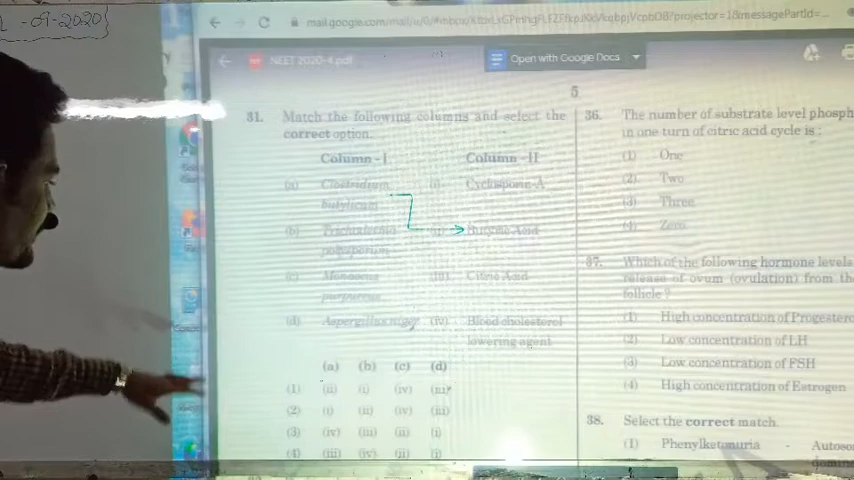 -09-2020
mail.google.com/mail/u/0/#inbox/
NEET 2020-4.pdf
Open with Google Docs
5
31. Match the following columns and select the
correct option.
Column - I Column - II
(a) Clostridium (i) Cyclosporin-A
butylicum
(b) Trichoderma (ii) Butyric Acid
polysporum
(c) Monascus (iii) Citric Acid
purpureus
(d) Aspergillus niger (iv) Blood cholesterol
lowering agent
(a) (b) (c) (d)
(1) (ii) (i) (iv) (iii)
(2) (i) (ii) (iv) (iii)
(3) (iv) (iii) (ii) (i)
(4) (iii) (iv) (ii) (i)
36. The number of substrate level phosph
in one turn of citric acid cycle is :
(1) One
(2) Two
(3) Three
(4) Zero
37. Which of the following hormone levels
release of ovum (ovulation) from the
follicle ?
(1) High concentration of Progestero
(2) Low concentration of LH
(3) Low concentration of FSH
(4) High concentration of Estrogen
38. Select the correct match.
(1) Phenylketonuria - Autoso